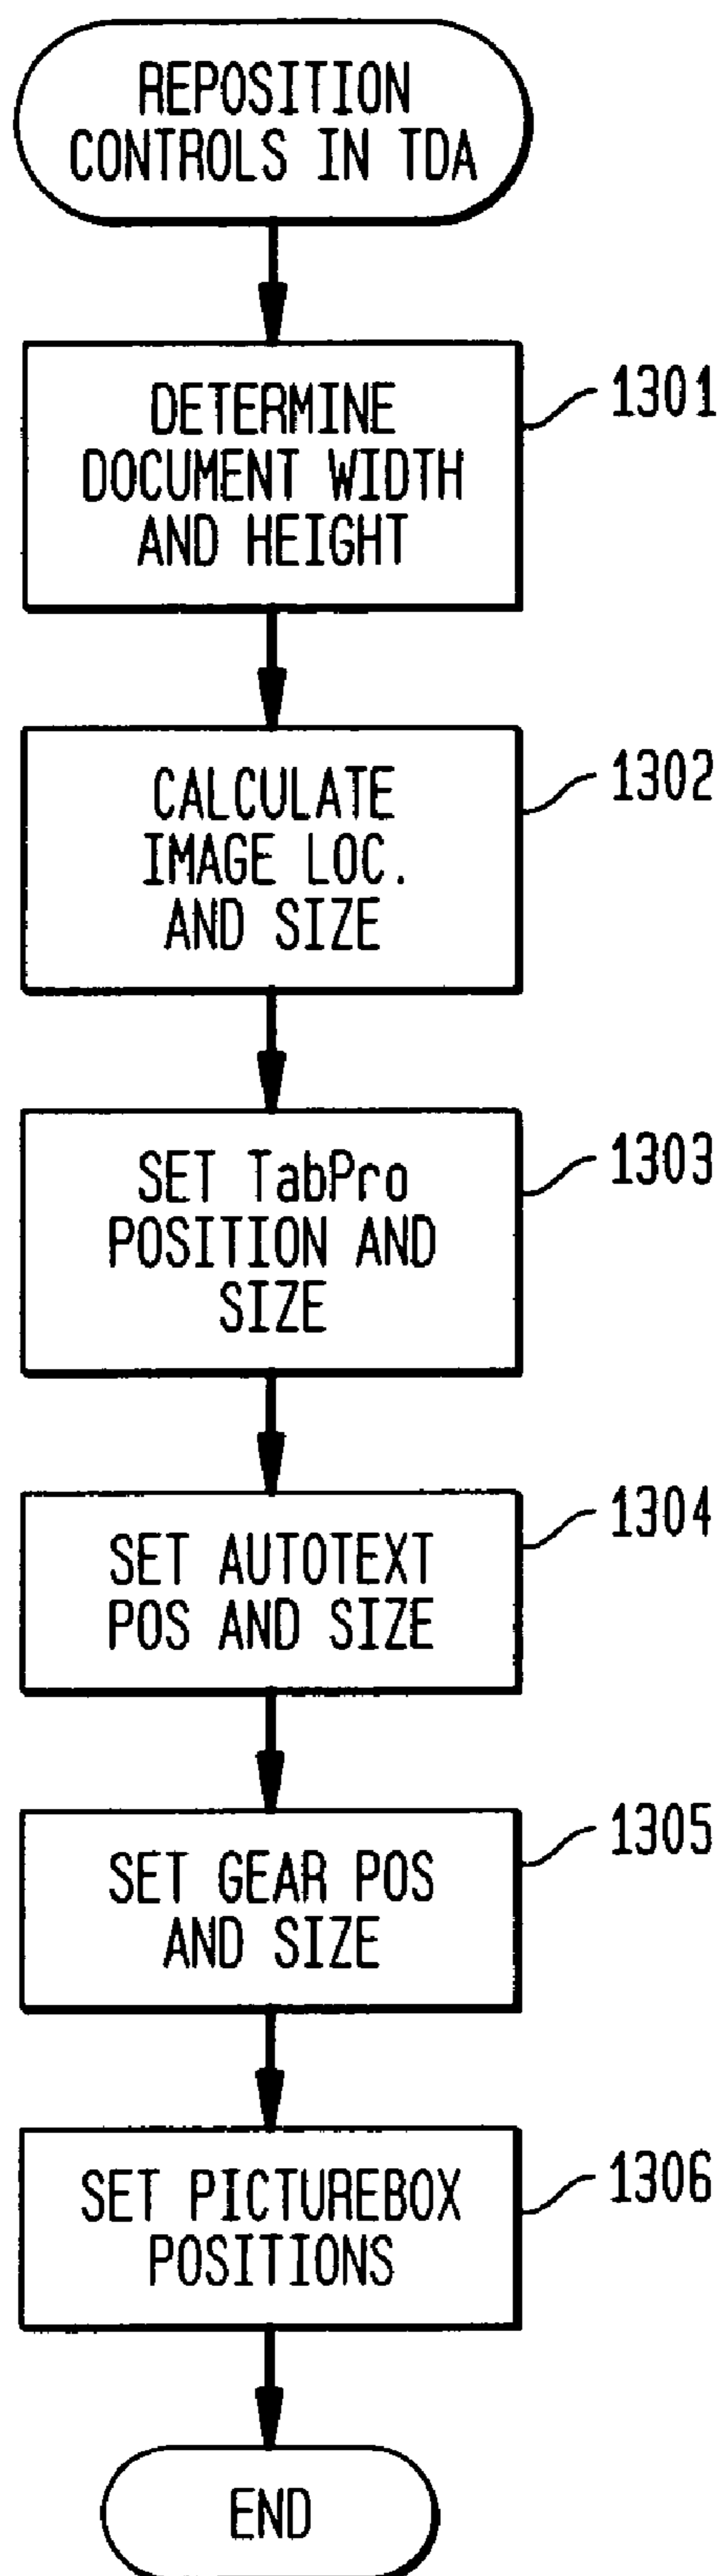 REPOSITION
CONTROLS IN TDA
DETERMINE
DOCUMENT WIDTH
AND HEIGHT
1301
CALCULATE
IMAGE LOC.
AND SIZE
1302
SET TabPro
POSITION AND
SIZE
1303
SET AUTOTEXT
POS AND SIZE
1304
SET GEAR POS
AND SIZE
1305
SET PICTUREBOX
POSITIONS
1306
END